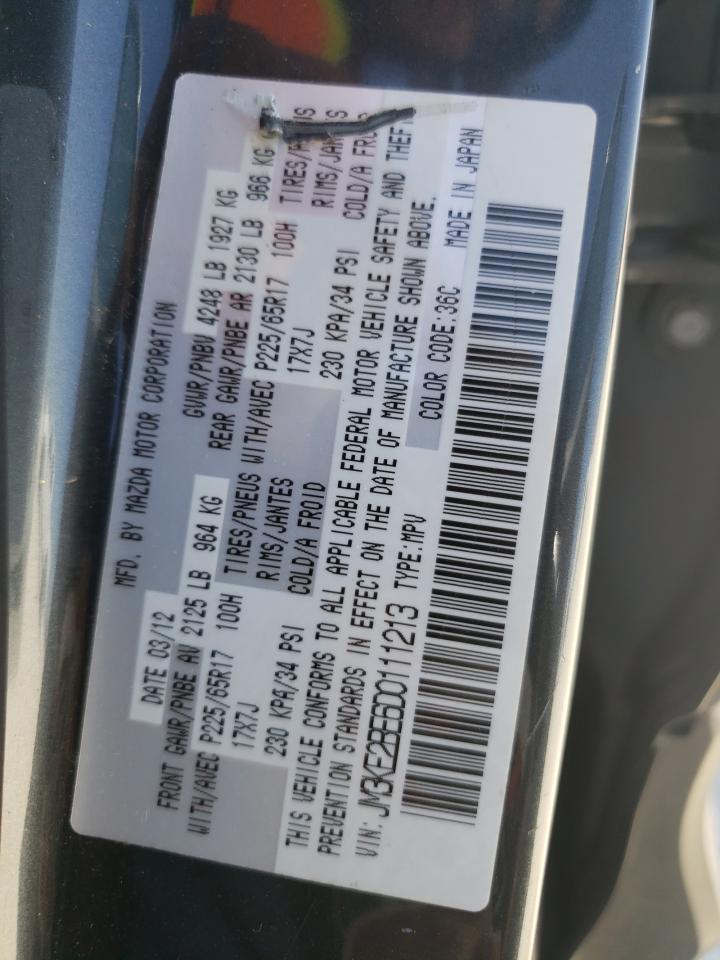 MFD. BY MAZDA MOTOR CORPORATION
DATE 03/12 GVWR/PNBV 4248 LB 1927 KG
FRONT GAWR/PNBE AV 2125 LB 964 KG REAR GAWR/PNBE AR 2130 LB 966 KG
WITH/AVEC P225/65R17 100H TIRES/PNEUS WITH/AVEC P225/65R17 100H
17X7J RIMS/JANTES 17X7J RIMS/JANTES
230 KPA/34 PSI COLD/A FROID 230 KPA/34 PSI COLD/A
THIS VEHICLE CONFORMS TO ALL APPLICABLE FEDERAL MOTOR VEHICLE SAFETY AND THEFT
PREVENTION STANDARDS IN EFFECT ON THE DATE OF MANUFACTURE SHOWN ABOVE.
VIN: JM3KE2BE6D0111213 TYPE:MPV COLOR CODE:36C MADE IN JAPAN